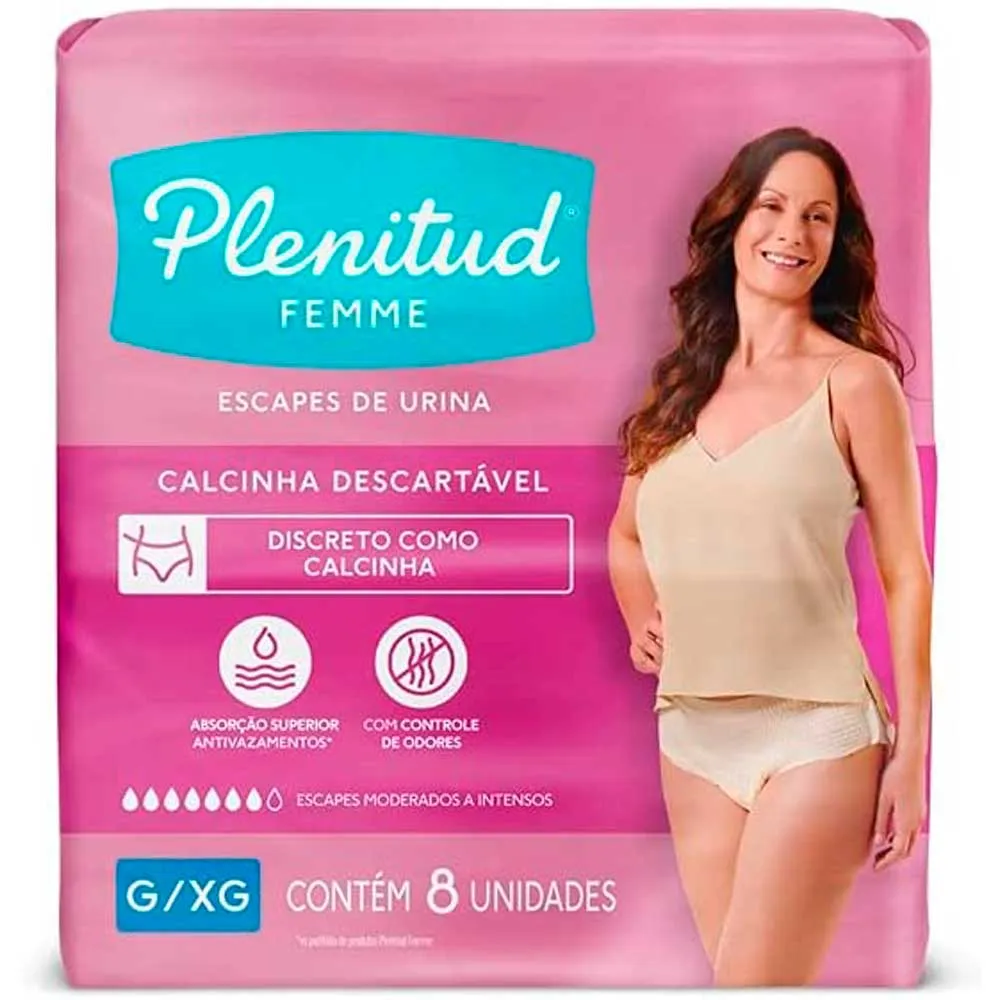 Plenitud®
FEMME
ESCAPES DE URINA
CALCINHA DESCARTÁVEL
DISCRETO COMO
CALCINHA
ABSORÇÃO SUPERIOR
ANTIVAZAMENTOS*
COM CONTROLE
DE ODORES
ESCAPES MODERADOS A INTENSOS
G/XG
CONTÉM 8 UNIDADES